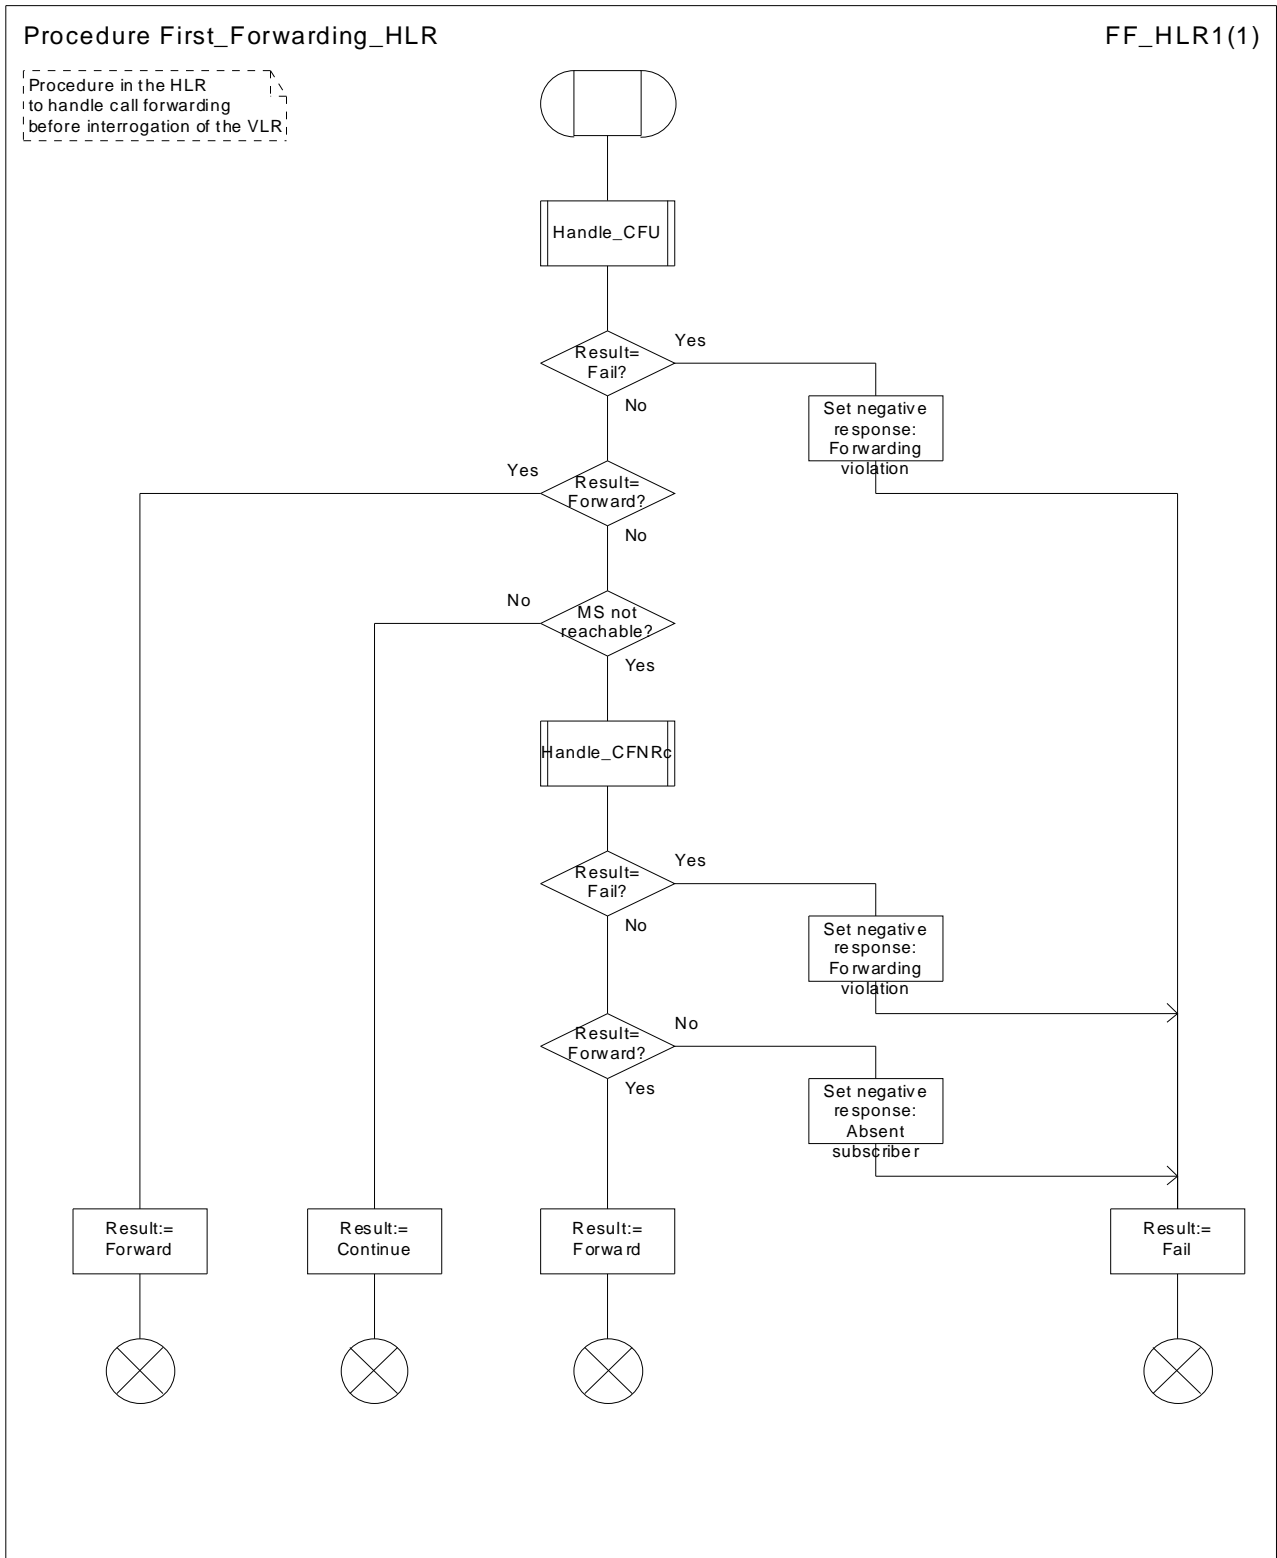 Procedure First_Forwarding_HLR
FF_HLR1(1)
Procedure in the HLR
to handle call forwarding
before interrogation of the VLR
Handle_CFU
Result=
Fail?
Yes
No
Set negative
response:
Forwarding
violation
Yes
Result=
Forward?
No
No
MS not
reachable?
Yes
Handle_CFNRc
Result=
Fail?
Yes
No
Set negative
response:
Forwarding
violation
Result=
Forward?
No
Yes
Set negative
response:
Absent
subscriber
Result:=
Forward
Result:=
Continue
Result:=
Forward
Result:=
Fail